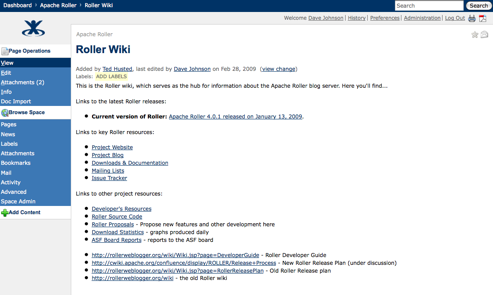 Dashboard > Apache Roller > Roller Wiki Search
Welcome Dave Johnson | History | Preferences | Administration | Log Out
Page Operations
View
Edit
Attachments (2)
Info
Doc Import
Browse Space
Pages
News
Labels
Attachments
Bookmarks
Mail
Activity
Advanced
Space Admin
Add Content
Apache Roller
Roller Wiki
Added by Ted Husted, last edited by Dave Johnson on Feb 28, 2009 (view change)
Labels: ADD LABELS
This is the Roller wiki, which serves as the hub for information about the Apache Roller blog server. Here you'll find...
Links to the latest Roller releases:
• Current version of Roller: Apache Roller 4.0.1 released on January 13, 2009.
Links to key Roller resources:
• Project Website
• Project Blog
• Downloads & Documentation
• Mailing Lists
• Issue Tracker
Links to other project resources:
• Developer's Resources
• Roller Source Code
• Roller Proposals - Propose new features and other development here
• Download Statistics - graphs produced daily
• ASF Board Reports - reports to the ASF board
• http://rollerweblogger.org/wiki/Wiki.jsp?page=DeveloperGuide - Roller Developer Guide
• http://cwiki.apache.org/confluence/display/ROLLER/Release+Process - New Roller Release Plan (under discussion)
• http://rollerweblogger.org/wiki/Wiki.jsp?page=RollerReleasePlan - Old Roller Release plan
• http://rollerweblogger.org/wiki - the old Roller wiki